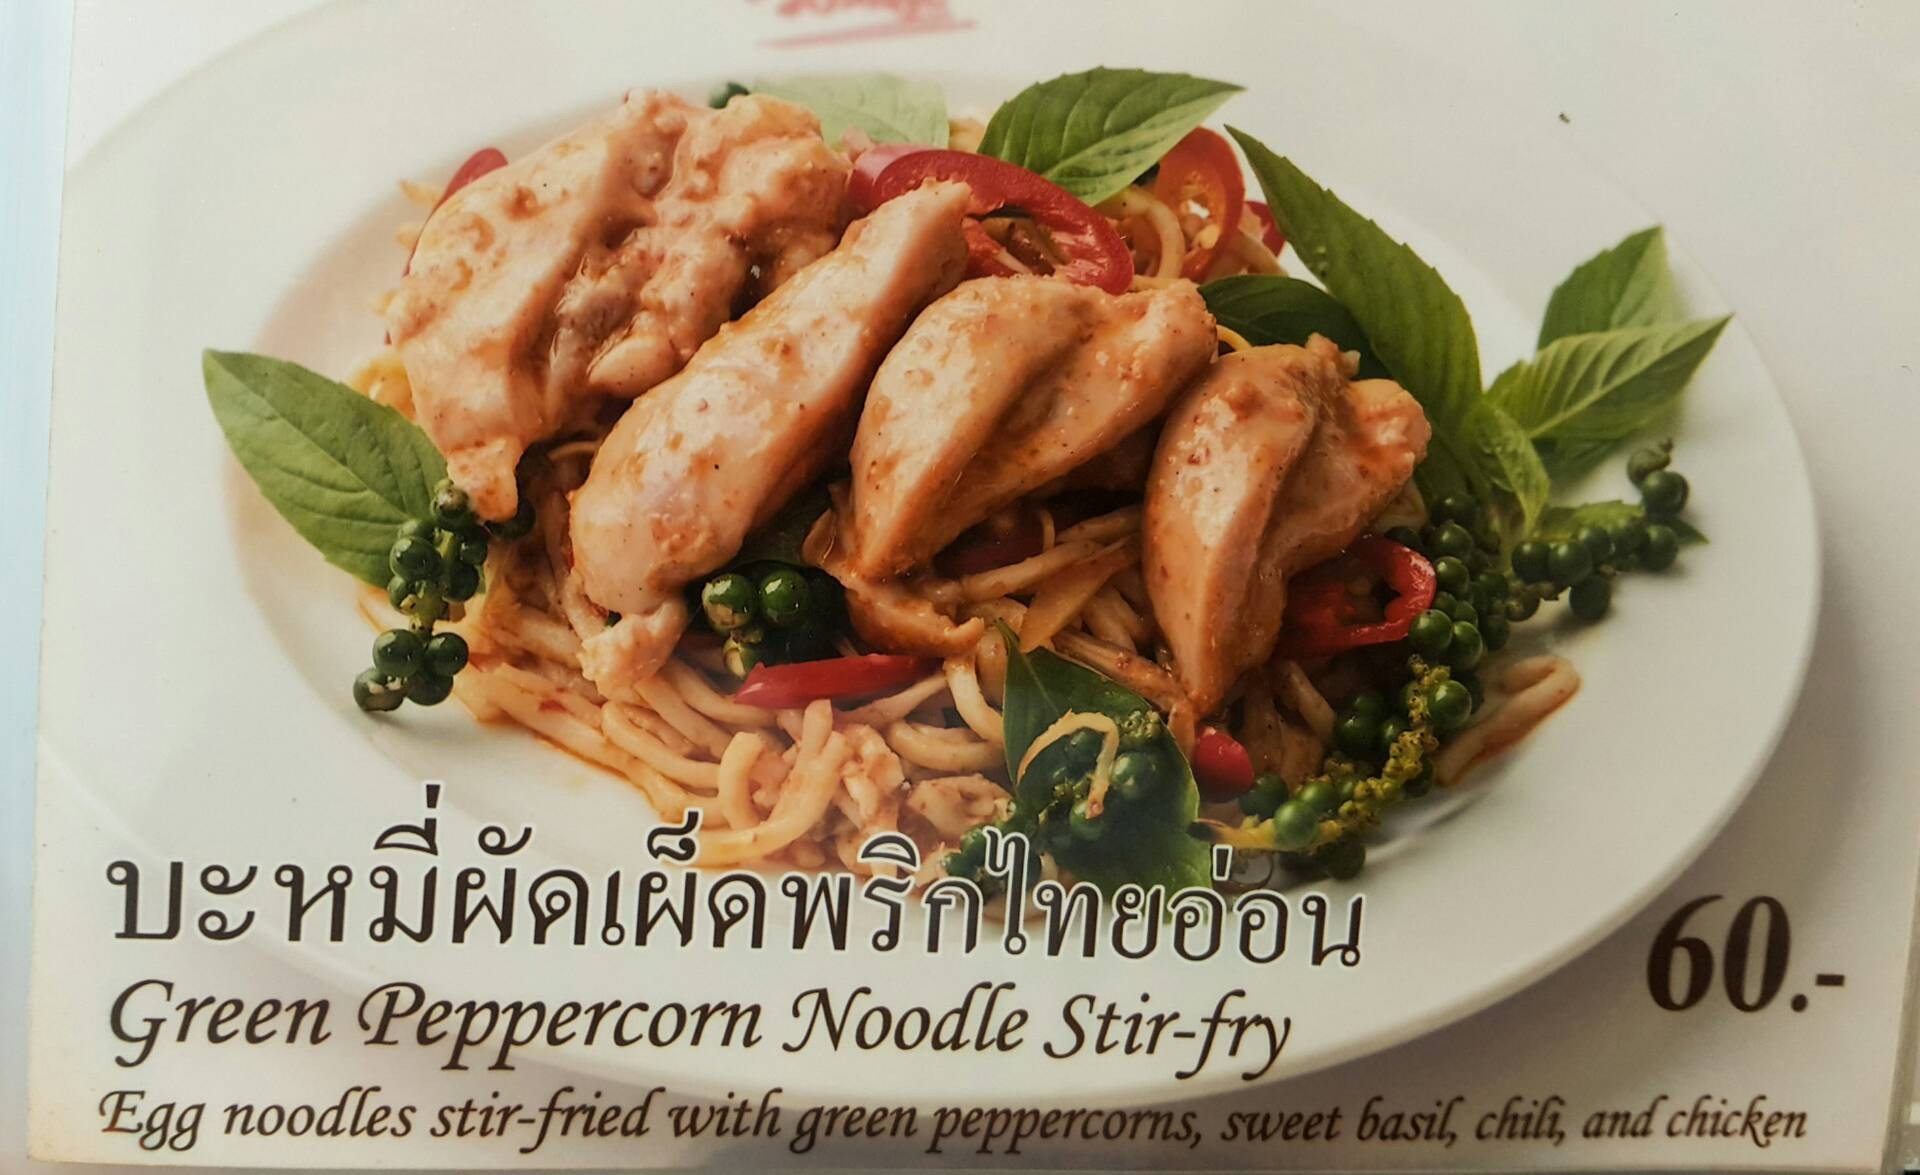 บะหมี่ผัดเผ็ดพริกไทยอ่อน
Green Peppercorn Noodle Stir-fry
60.-
Egg noodles stir-fried with green peppercorns, sweet basil, chili, and chicken